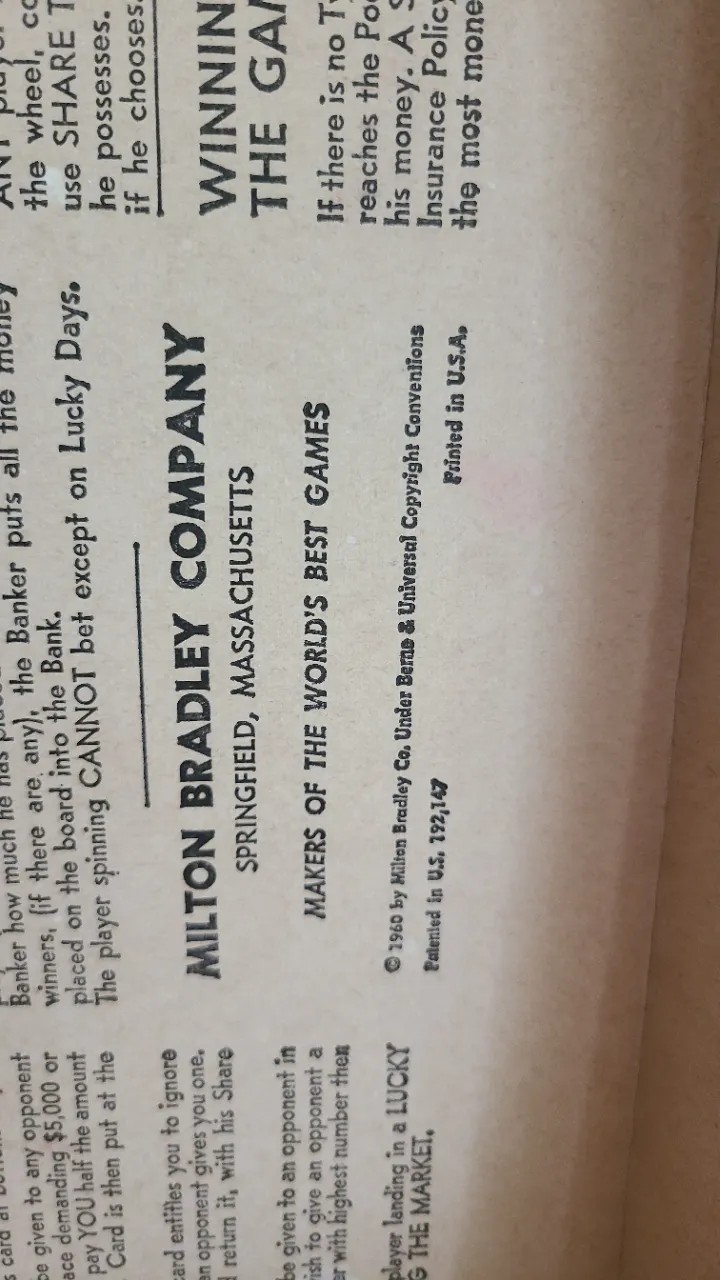 be given to any opponent
ace demanding $5,000 or
pay YOU half the amount
Card is then put at the
card entitles you to ignore
an opponent gives you one.
return it, with his Share
be given to an opponent in
ish to give an opponent a
er with highest number then
player landing in a LUCKY
G THE MARKET.
Banker how much he has
winners, (if there are any), the Banker puts all the money
placed on the board into the Bank.
The player spinning CANNOT bet except on Lucky Days.
MILTON BRADLEY COMPANY
SPRINGFIELD, MASSACHUSETTS
MAKERS OF THE WORLD'S BEST GAMES
© 1960 by Milton Bradley Co. Under Berne & Universal Copyright Conventions
Patented in U.S. 192,147
Printed in U.S.A.
the wheel, co
use SHARE T
he possesses.
if he chooses.
WINNIN
THE GA
If there is no T
reaches the Poo
his money. A S
Insurance Policy
the most mone